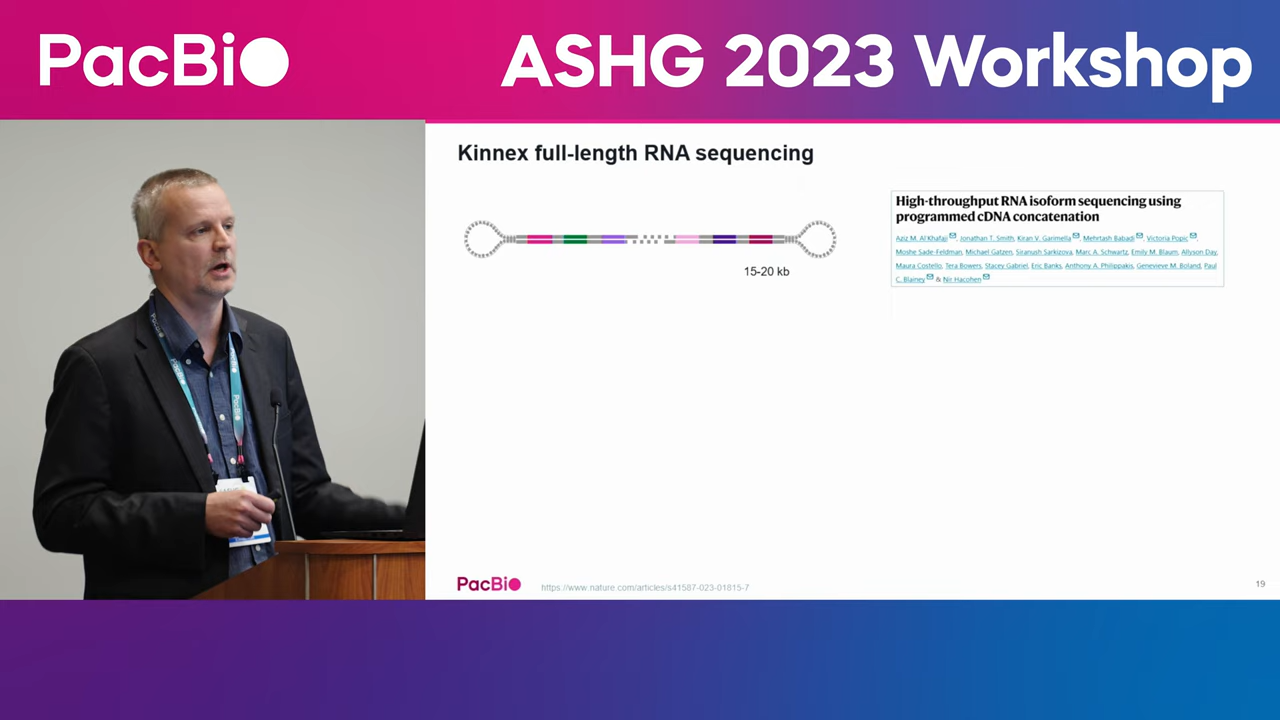 PacBio
ASHG 2023 Workshop
Kinnex full-length RNA sequencing
15-20 kb
High-throughput RNA isoform sequencing using
programmed cDNA concatenation
Aziz M. Al'Khafaji, Jonathan T. Smith, Kiran V. Garimella, Mehrtash Babadi, Victoria Popic,
Moshe Sade-Feldman, Michael Gatzen, Siranush Sarkizova, Marc A. Schwartz, Emily M. Blaum, Allyson Day,
Maura Costello, Tera Bowers, Stacey Gabriel, Eric Banks, Anthony A. Philippakis, Genevieve M. Boland, Paul
C. Blainey & Nir Hacohen
PacBio
https://www.nature.com/articles/s41587-023-01815-7
19
PacBio
PacBio
PacBio